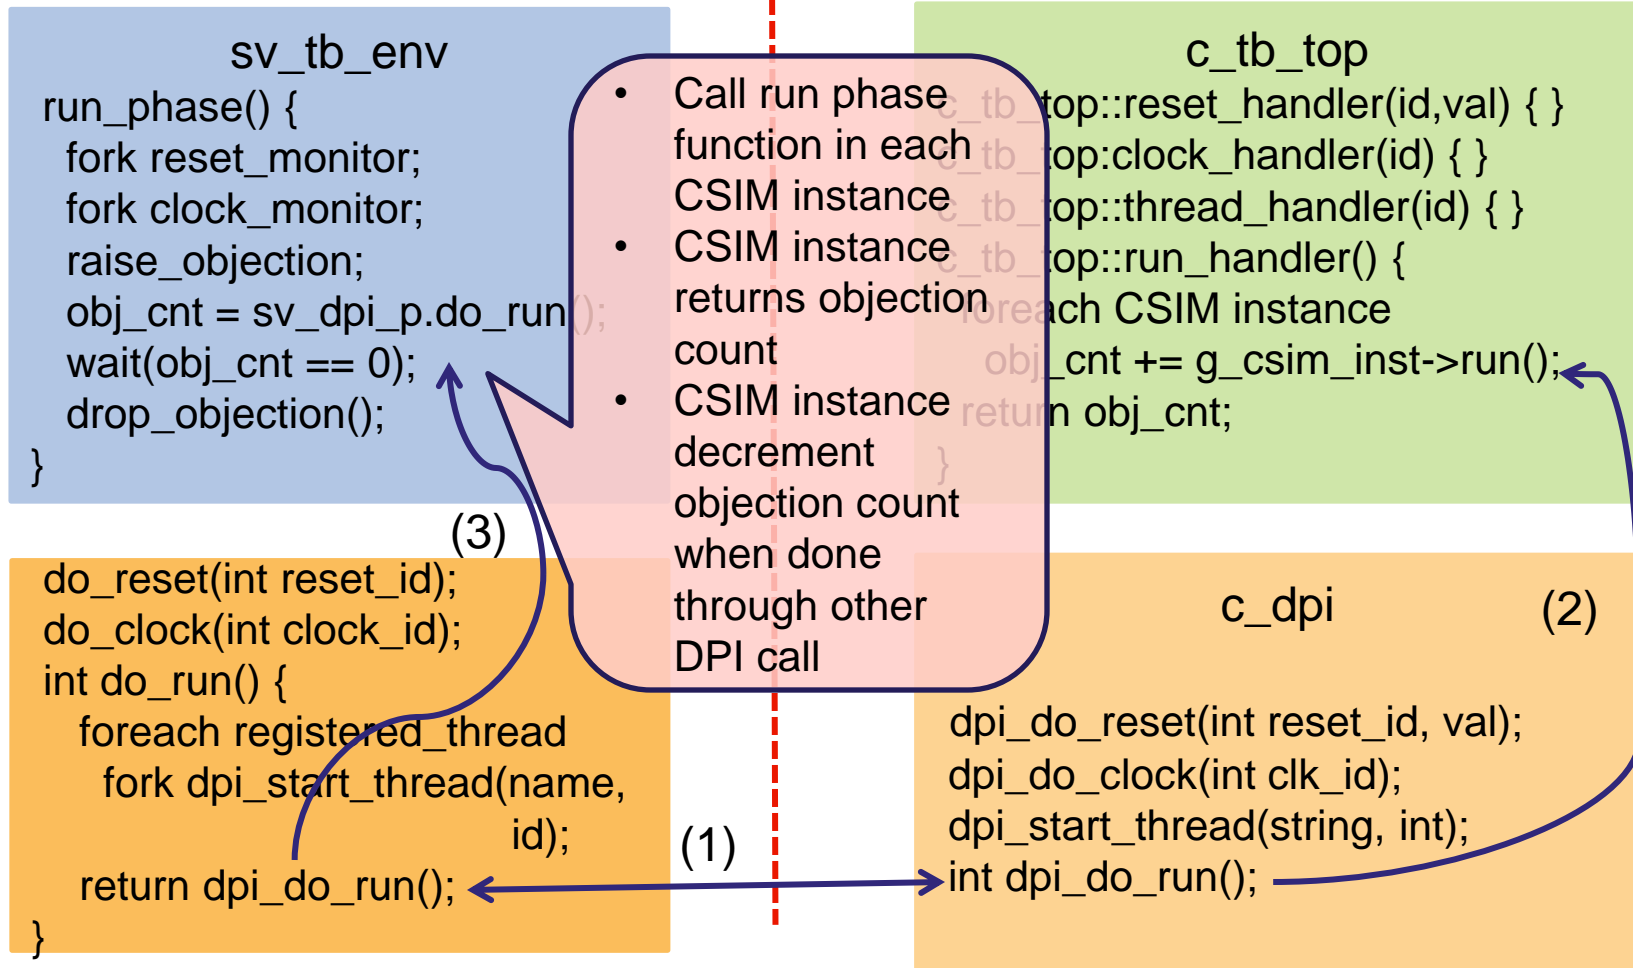 sv_tb_env
run_phase() {
fork reset_monitor;
fork clock_monitor;
raise_objection;
obj_cnt = sv_dpi_p.do_run();
wait(obj_cnt == 0);
drop_objection();
}
• Call run phase
function in each
CSIM instance
• CSIM instance
returns objection
count
• CSIM instance
decrement
objection count
when done
through other
DPI call
c_tb_top
c_tb_top::reset_handler(id,val) { }
c_tb_top:clock_handler(id) { }
c_tb_top::thread_handler(id) { }
c_tb_top::run_handler() {
foreach CSIM instance
obj_cnt += g_csim_inst->run();
return obj_cnt;
}
(3)
do_reset(int reset_id);
do_clock(int clock_id);
int do_run() {
foreach registered_thread
fork dpi_start_thread(name,
id);
return dpi_do_run();
}
(1)
c_dpi
(2)
dpi_do_reset(int reset_id, val);
dpi_do_clock(int clk_id);
dpi_start_thread(string, int);
int dpi_do_run();